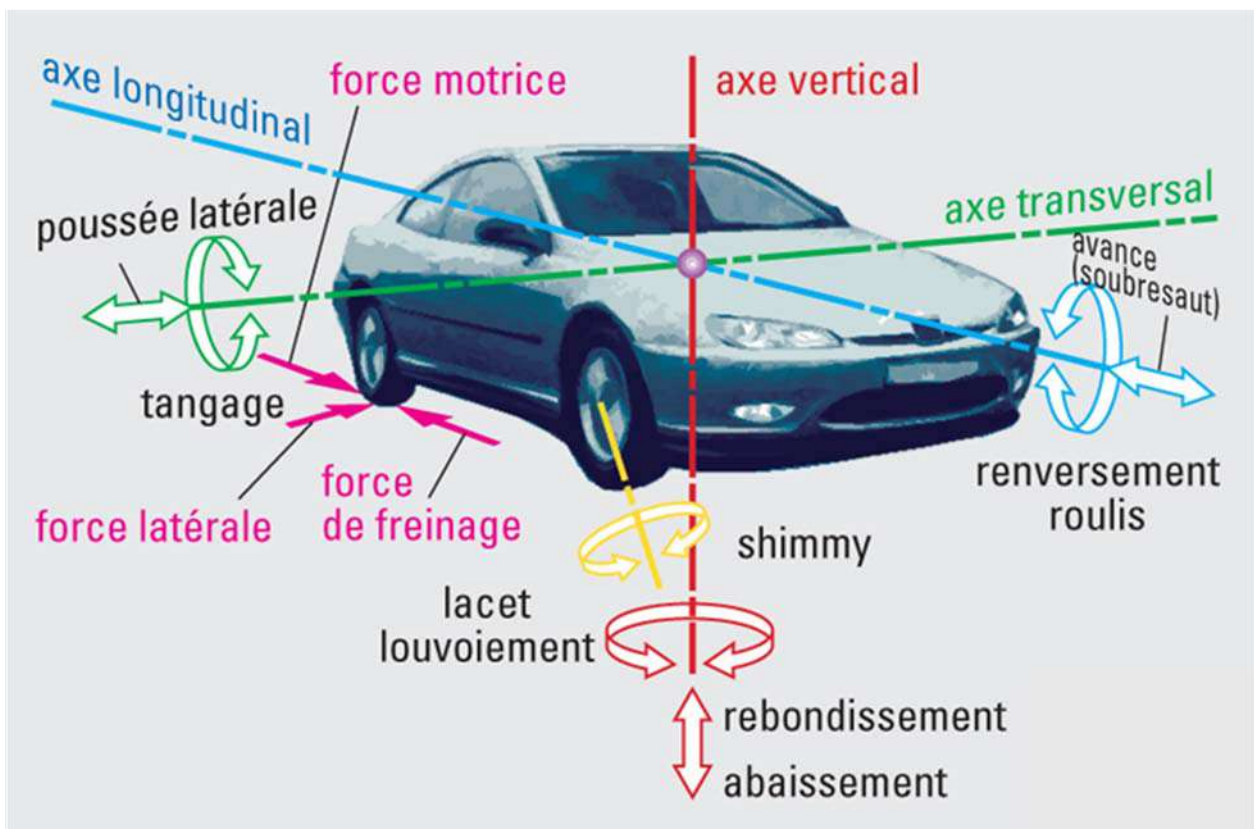 axe longitudinal
force motrice
axe vertical
poussée latérale
axe transversal
avance
(soubresaut)
tangage
force latérale
force
de freinage
renversement
roulis
shimmy
lacet
louvoiement
rebondissement
abaissement